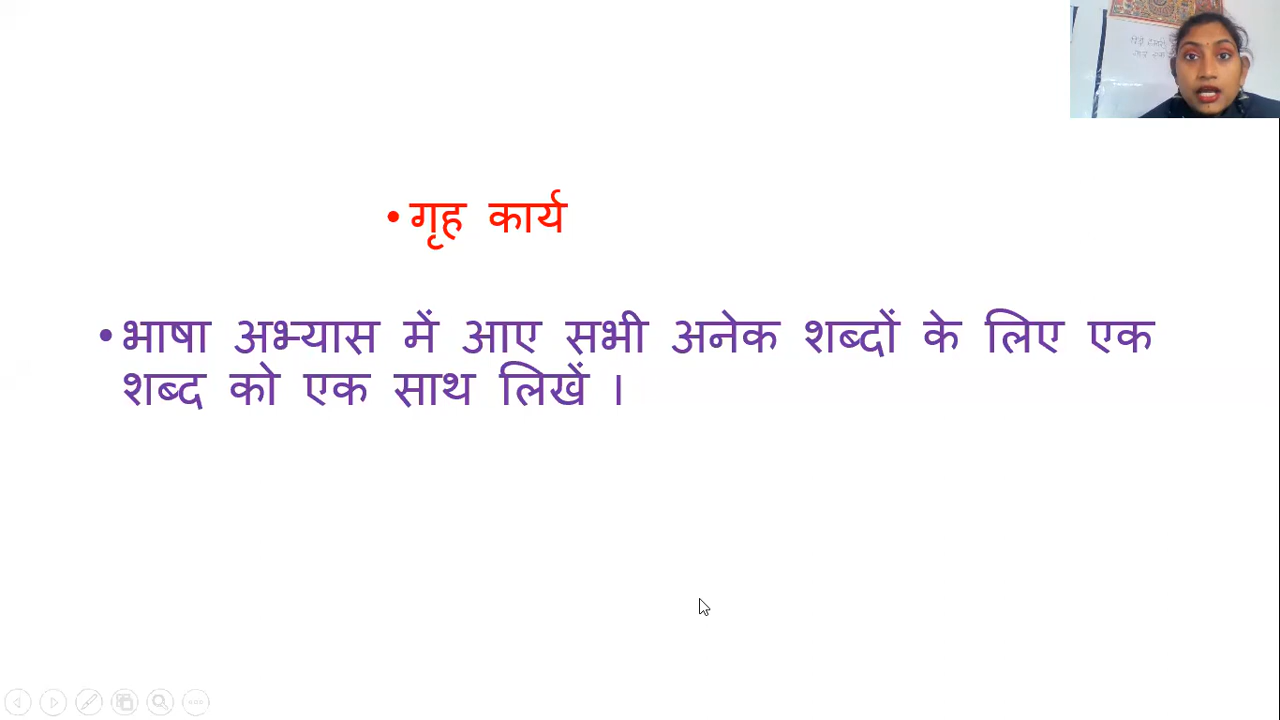 • गृह कार्य
• भाषा अभ्यास में आए सभी अनेक शब्दों के लिए एक
शब्द को एक साथ लिखें ।